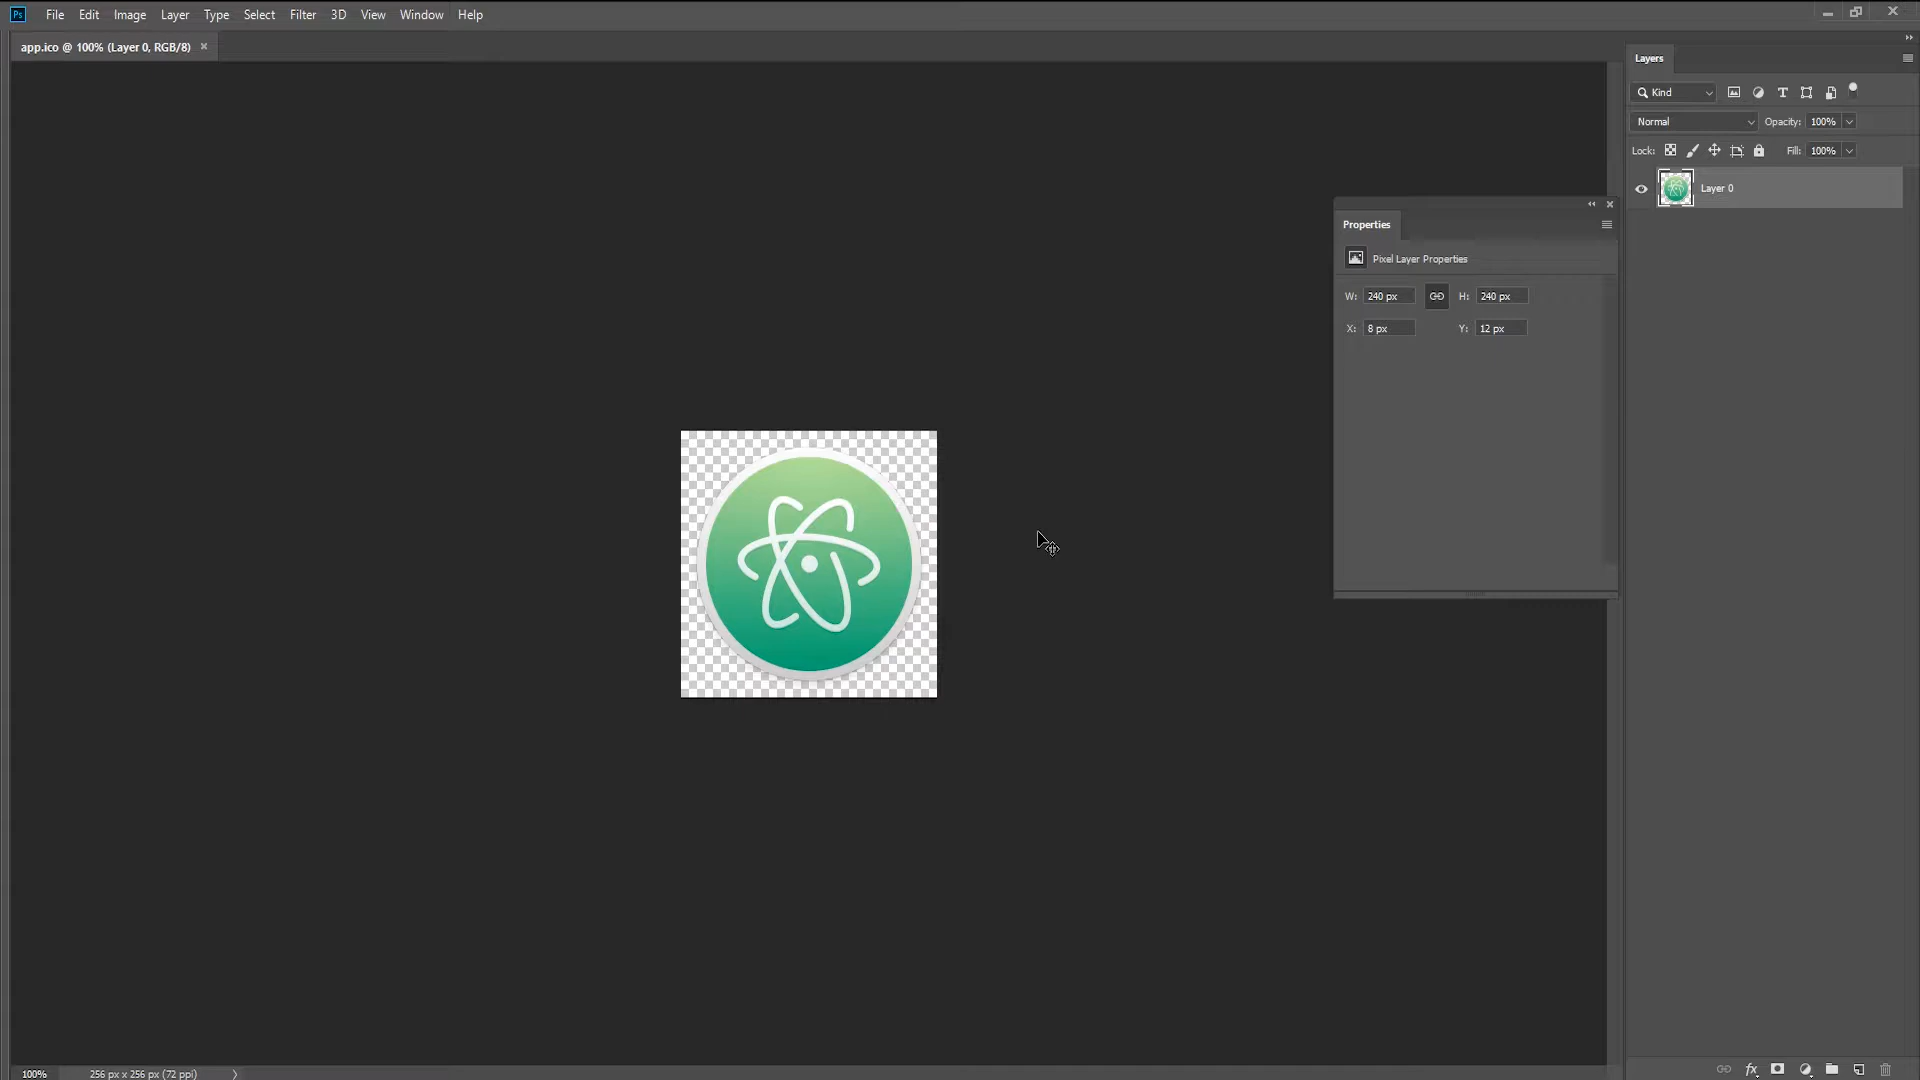 Ps File Edit Image Layer Type Select Filter 3D View Window Help
app.ico @ 100% (Layer 0, RGB/8)
Layers
Kind
Normal Opacity: 100%
Lock: Fill: 100%
Layer 0
Properties
Pixel Layer Properties
W: 240 px H: 240 px
X: 8 px Y: 12 px
100% 256 px x 256 px (72 ppi)
fx